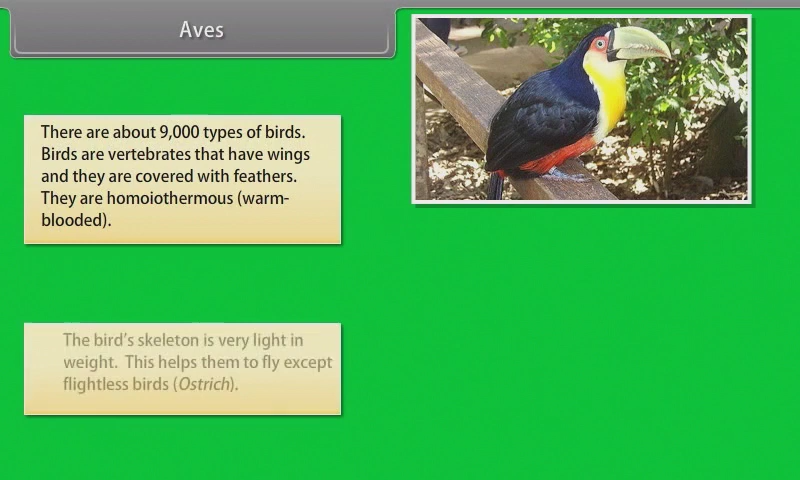 Aves
There are about 9,000 types of birds.
Birds are vertebrates that have wings
and they are covered with feathers.
They are homoiothermous (warm-
blooded).
The bird's skeleton is very light in
weight. This helps them to fly except
flightless birds (Ostrich).